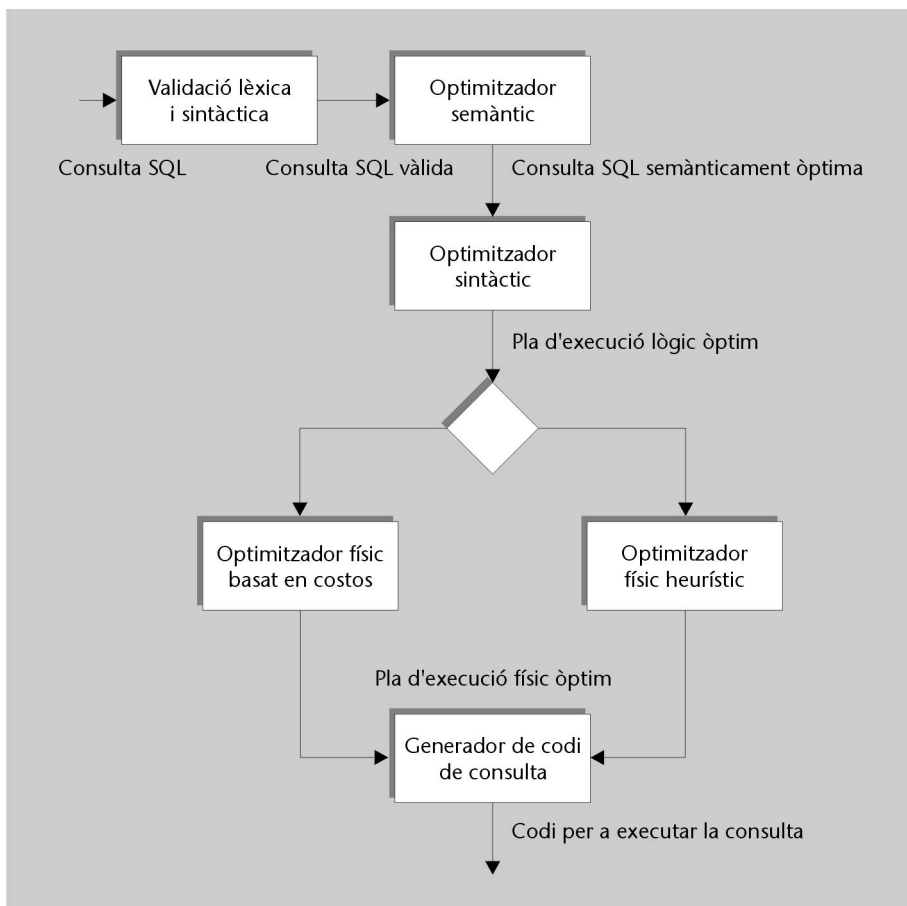 Validació lèxica
i sintàctica
Optimitzador
semàntic
Consulta SQL
Consulta SQL vàlida
Consulta SQL semànticament òptima
Optimitzador
sintàctic
Pla d'execució lògic òptim
Optimitzador físic
basat en costos
Optimitzador
físic heurístic
Pla d'execució físic òptim
Generador de codi
de consulta
Codi per a executar la consulta